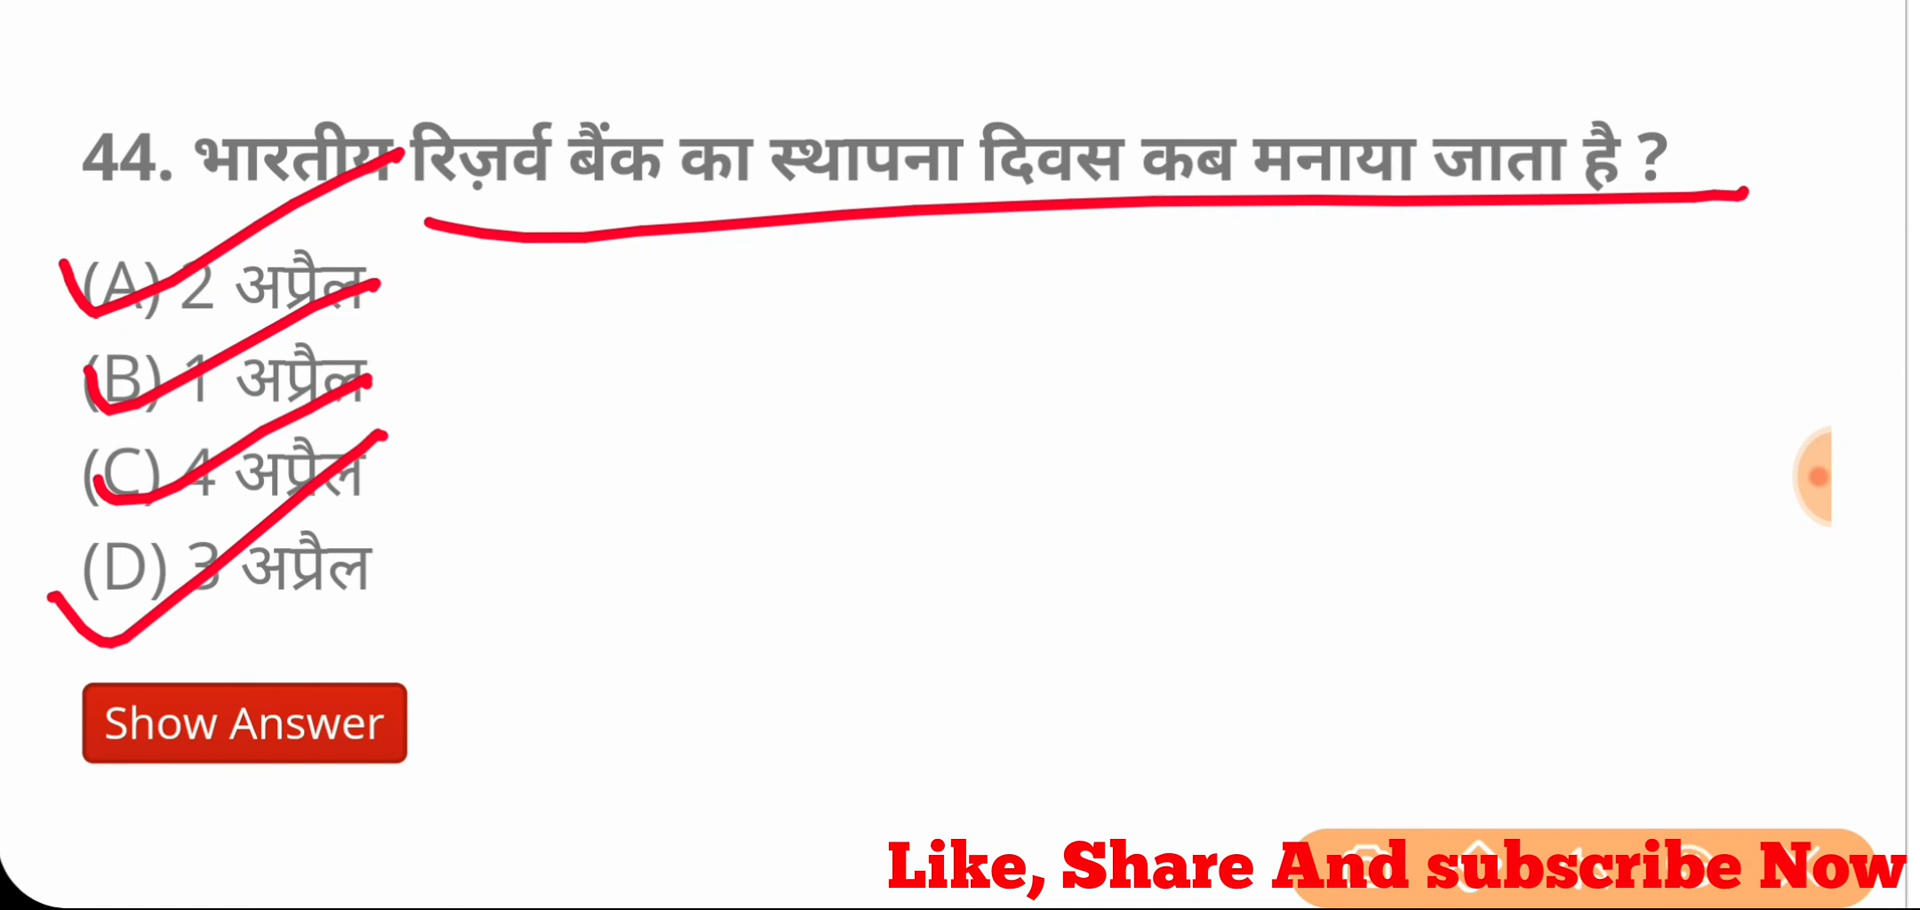 44. भारतीय रिज़र्व बैंक का स्थापना दिवस कब मनाया जाता है ?
(A) 2 अप्रैल
(B) 1 अप्रैल
(C) 4 अप्रैल
(D) 3 अप्रैल
Show Answer
Like, Share And subscribe Now